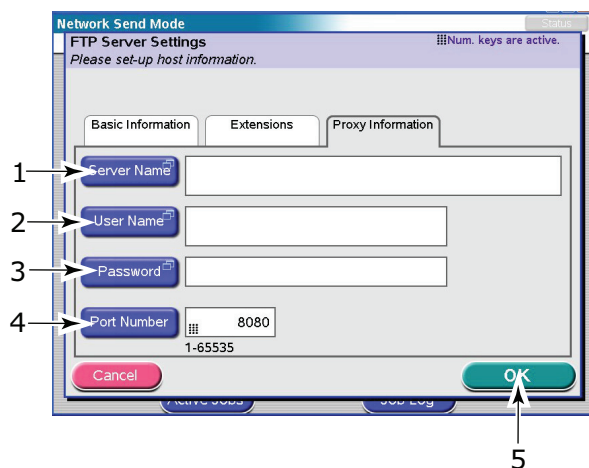 Network Send Mode
Status
FTP Server Settings
Num. keys are active.
Please set-up host information.
Basic Information
Extensions
Proxy Information
1
Server Name
2
User Name
3
Password
4
Port Number
8080
1-65535
Cancel
OK
Active Jobs
Job Log
5